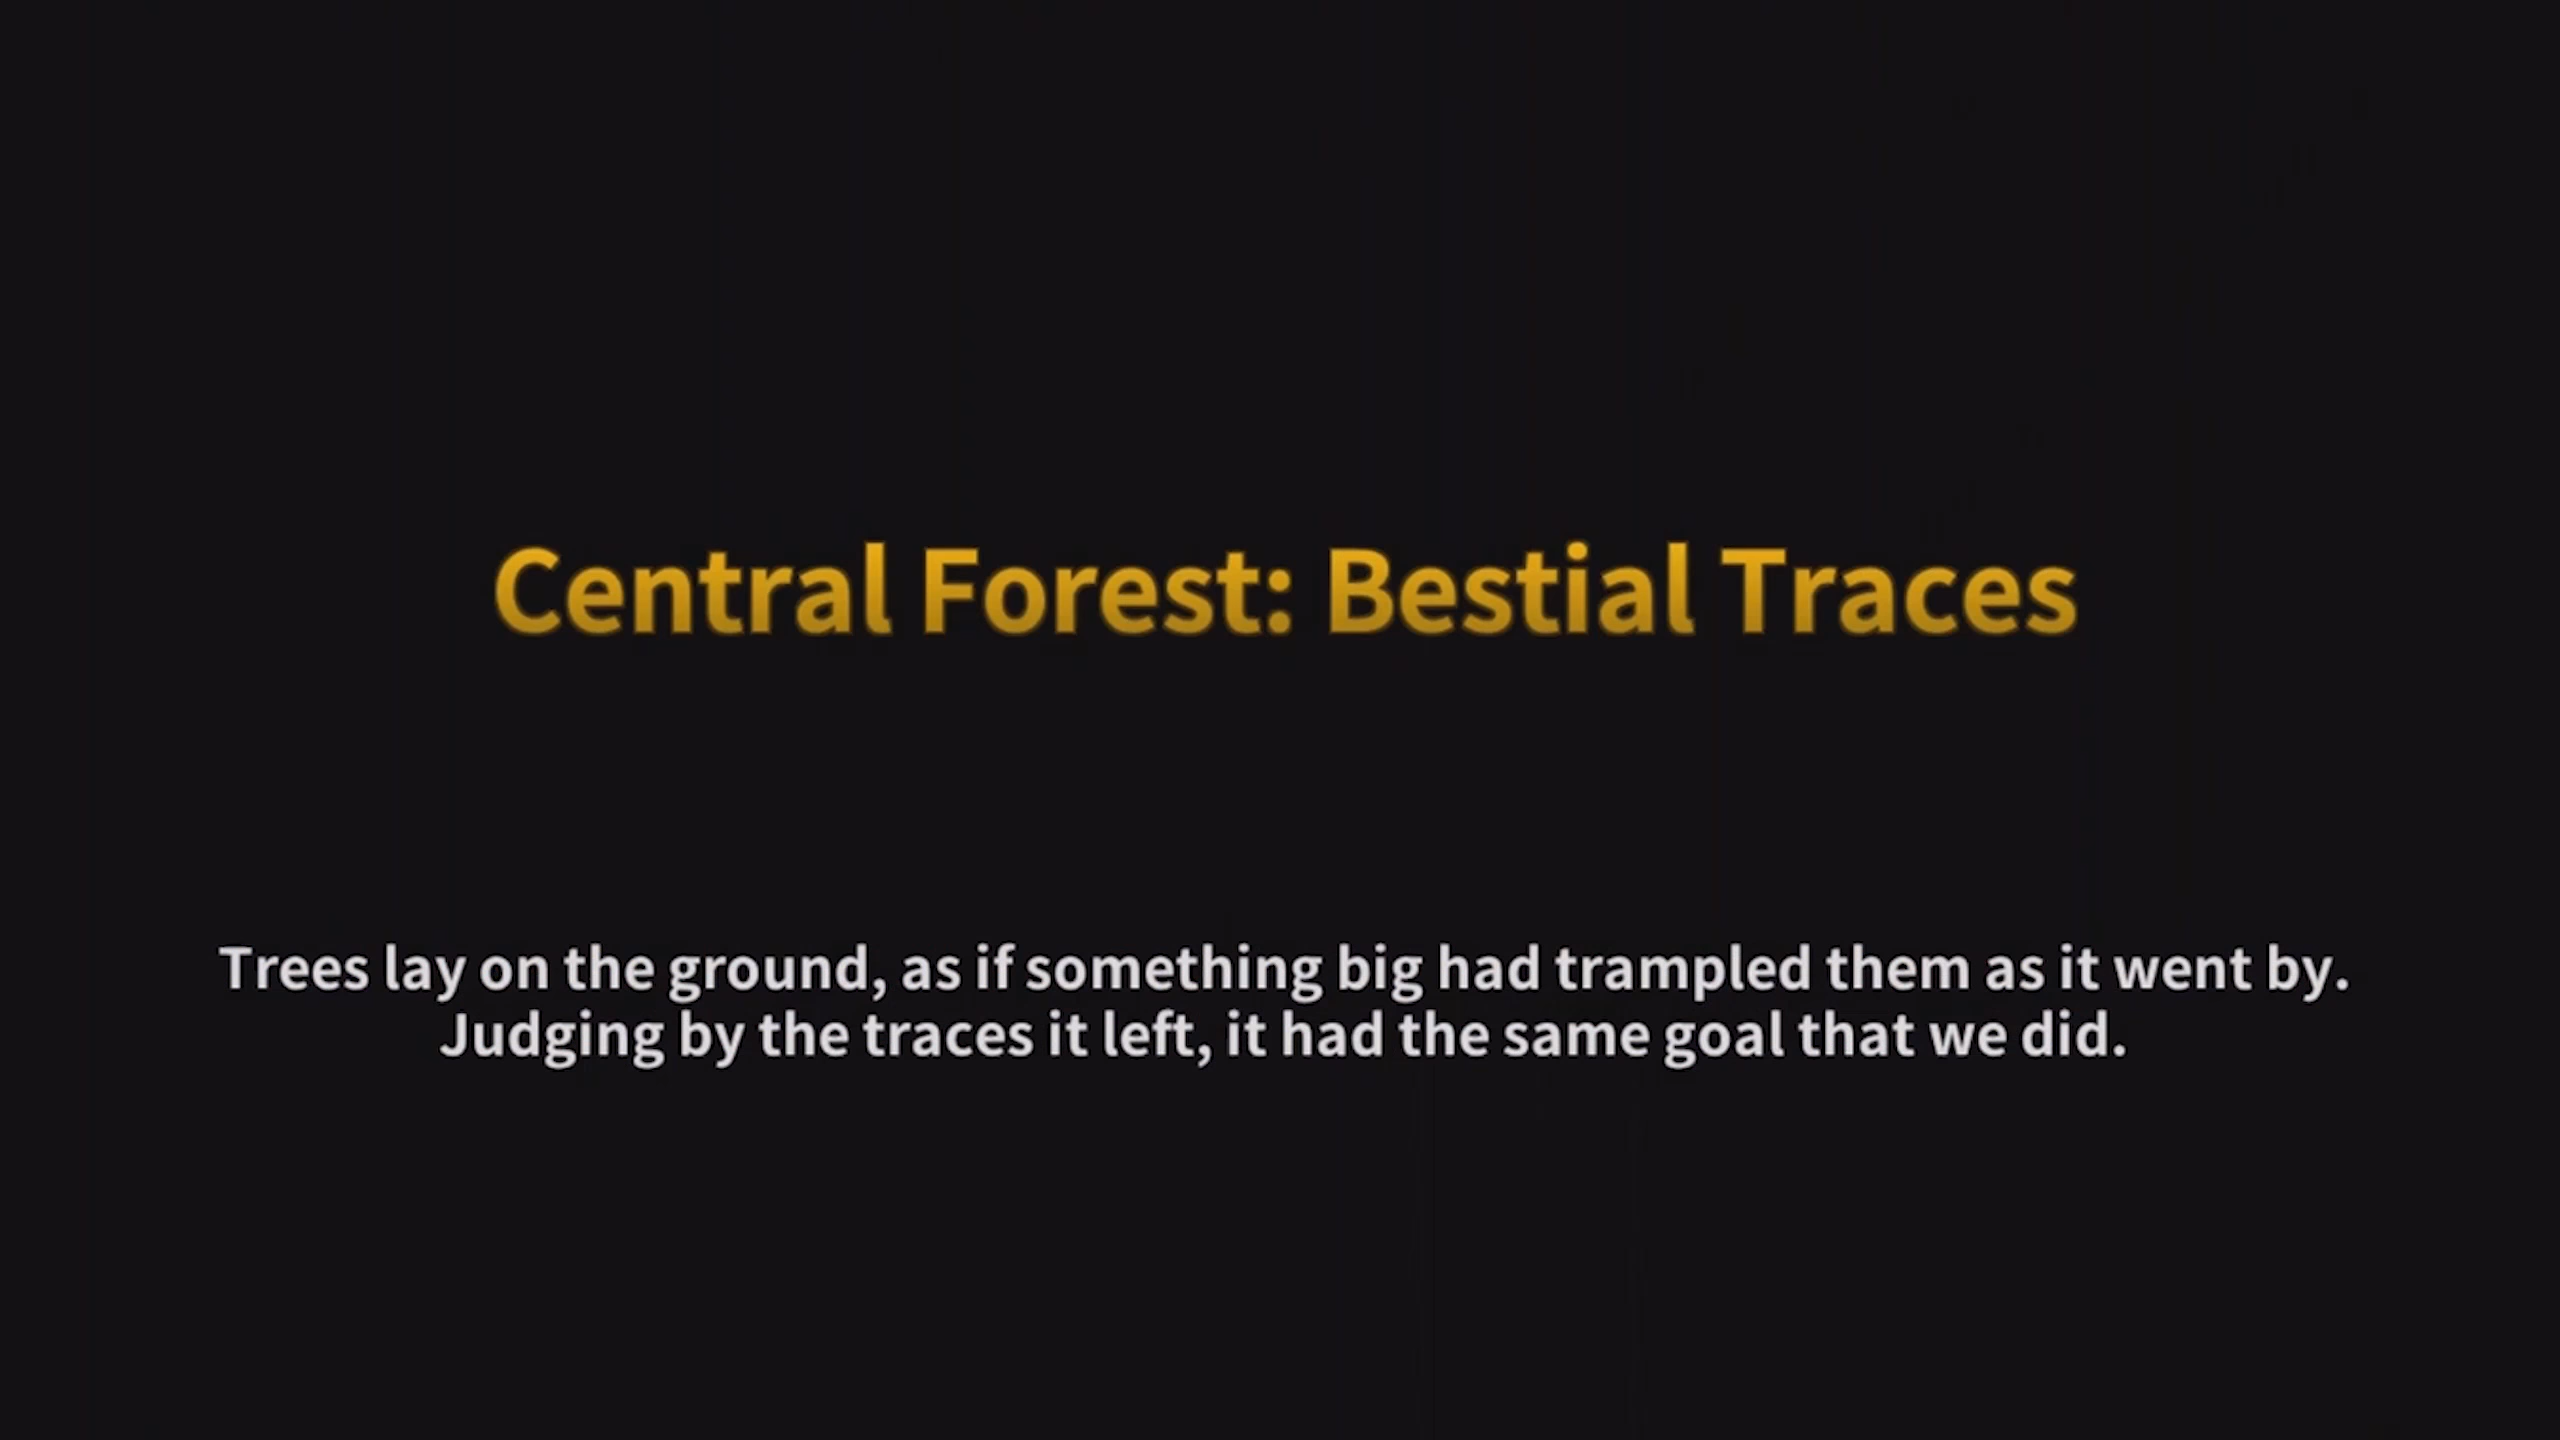 Central Forest: Bestial Traces
Trees lay on the ground, as if something big had trampled them as it went by.
Judging by the traces it left, it had the same goal that we did.